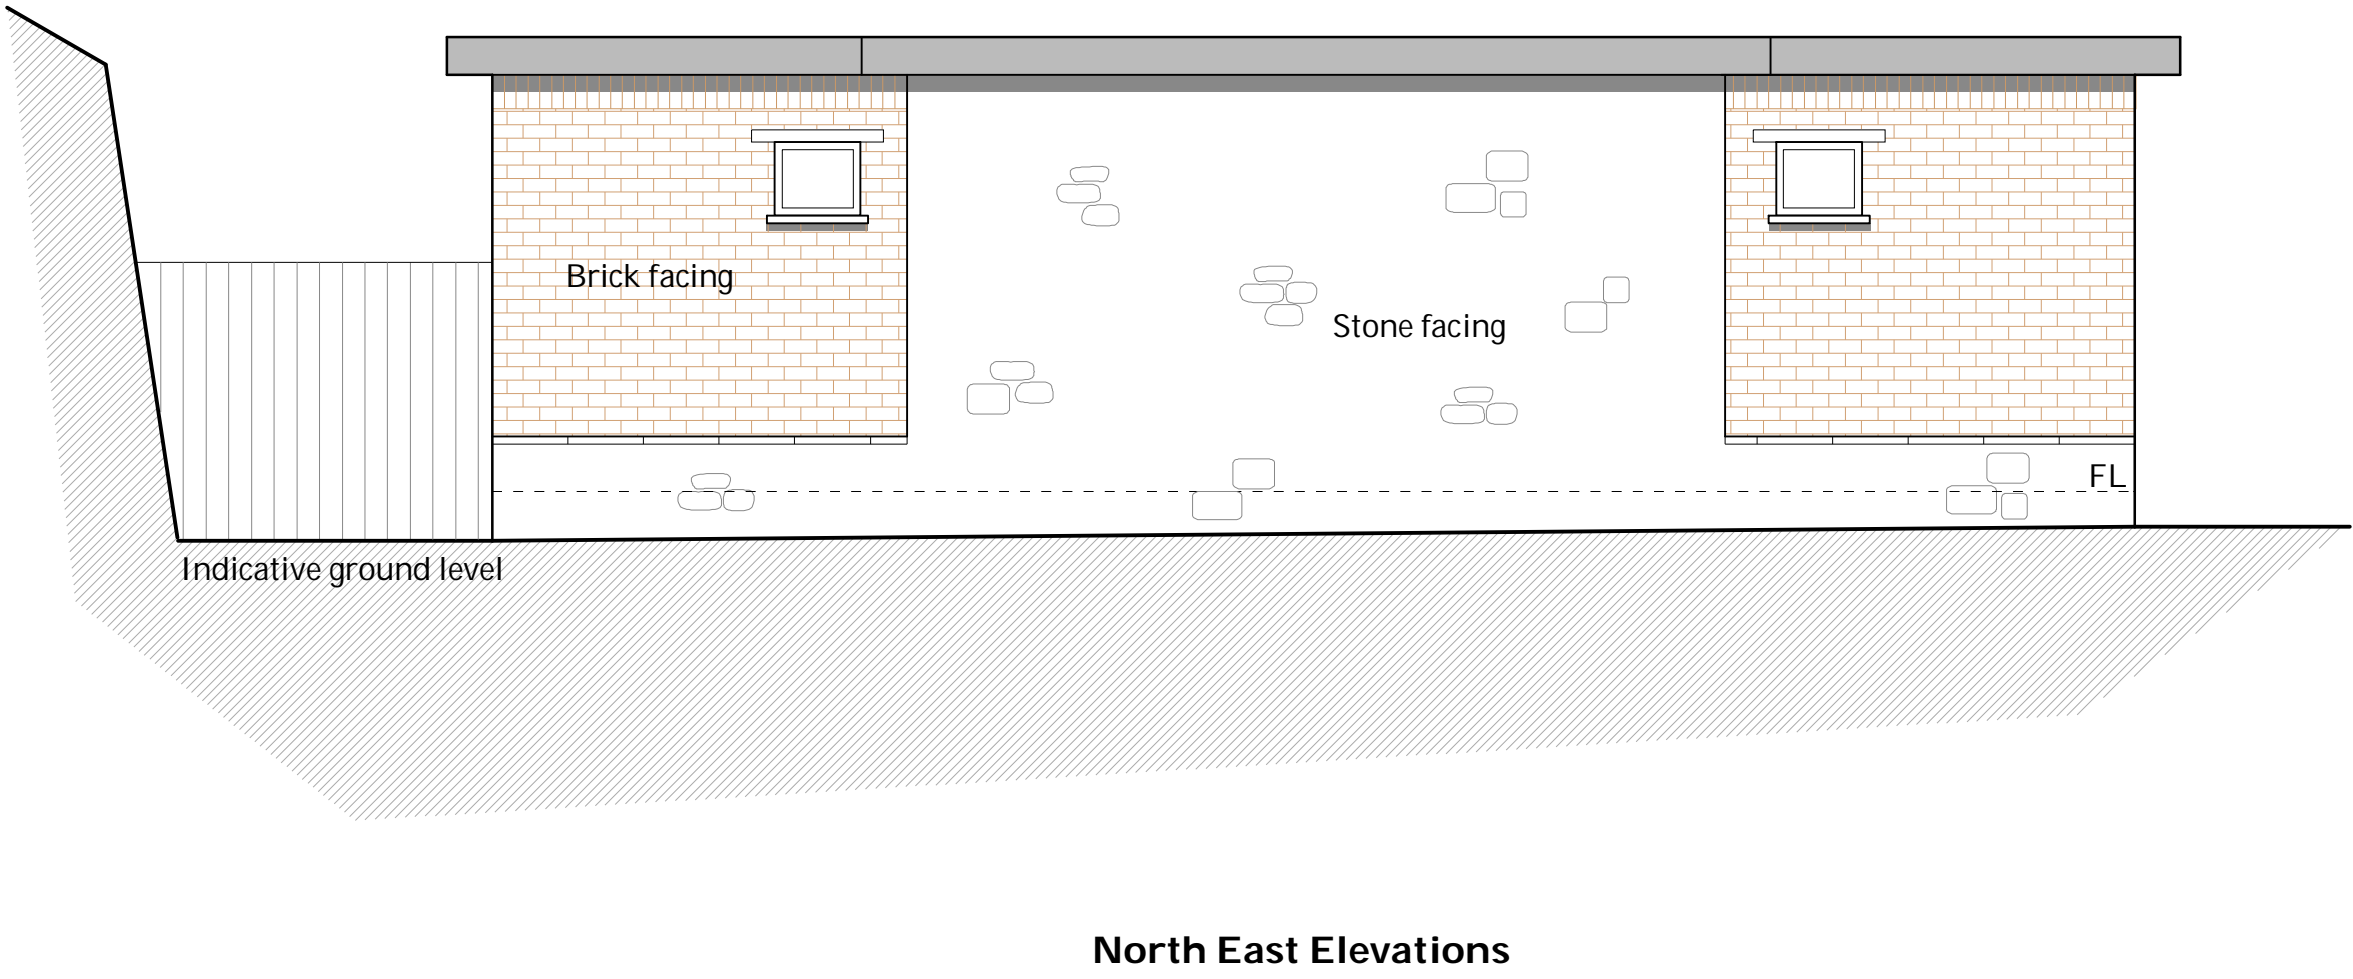 Brick facing
Stone facing
FL
Indicative ground level
North East Elevations